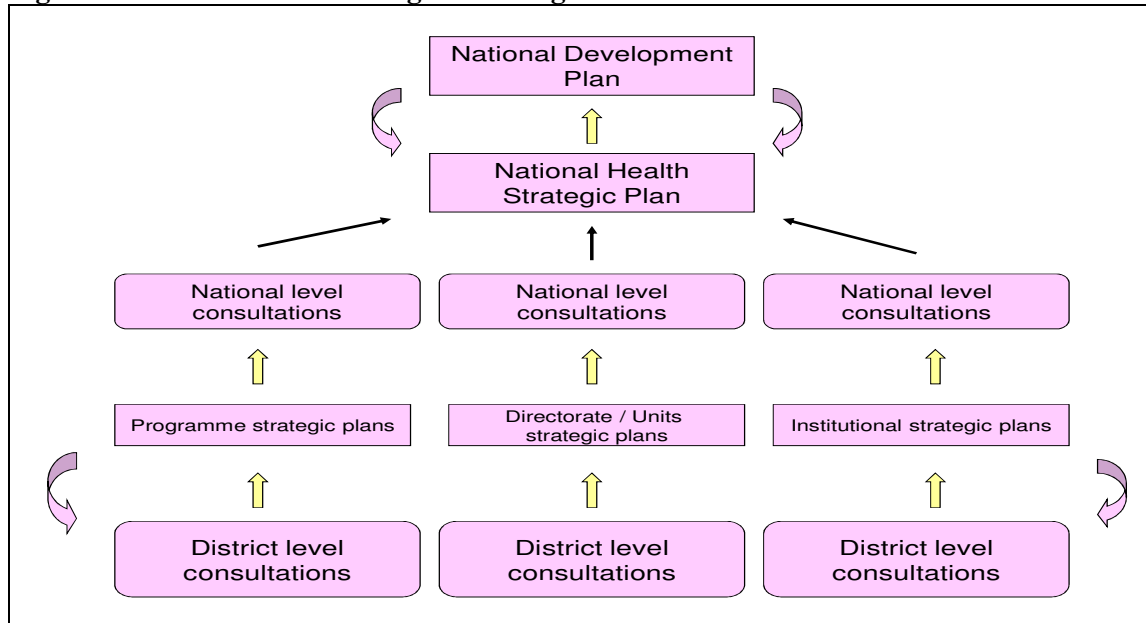 National Development
Plan
National Health
Strategic Plan
National level
consultations
National level
consultations
National level
consultations
Programme strategic plans
Directorate / Units
strategic plans
Institutional strategic plans
District level
consultations
District level
consultations
District level
consultations